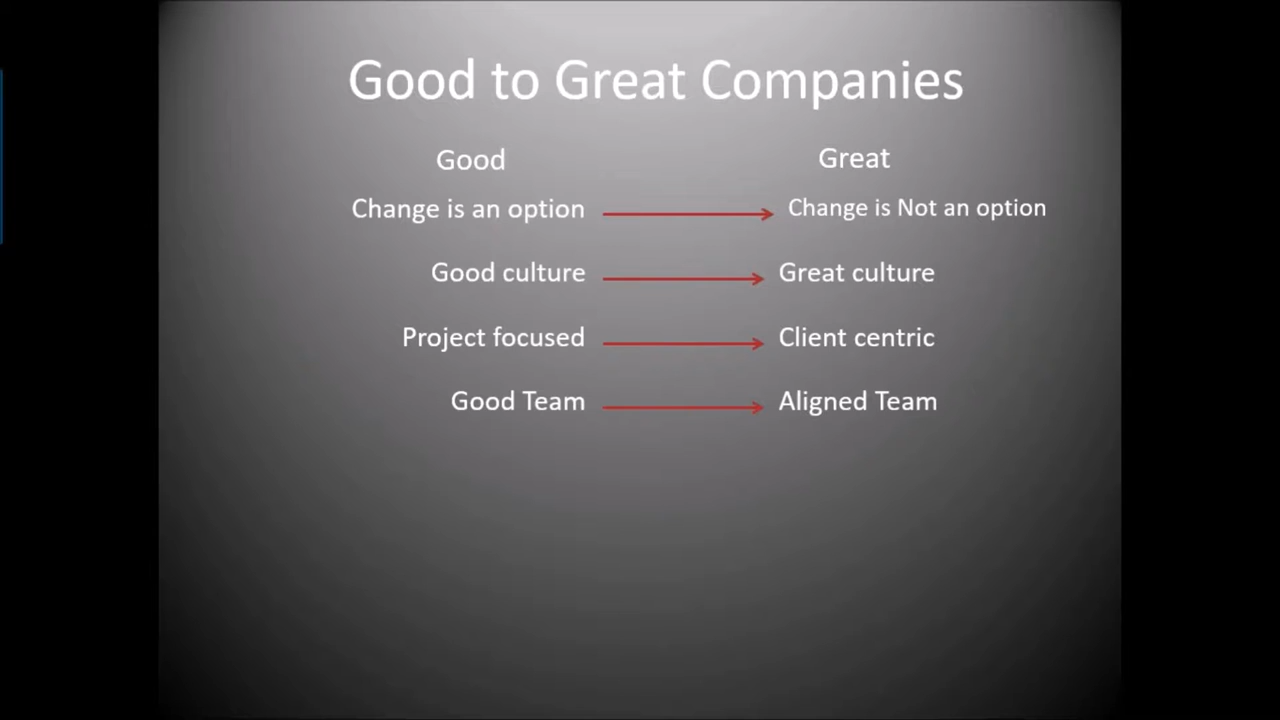 Good to Great Companies
Good Great
Change is an option Change is Not an option
Good culture Great culture
Project focused Client centric
Good Team Aligned Team